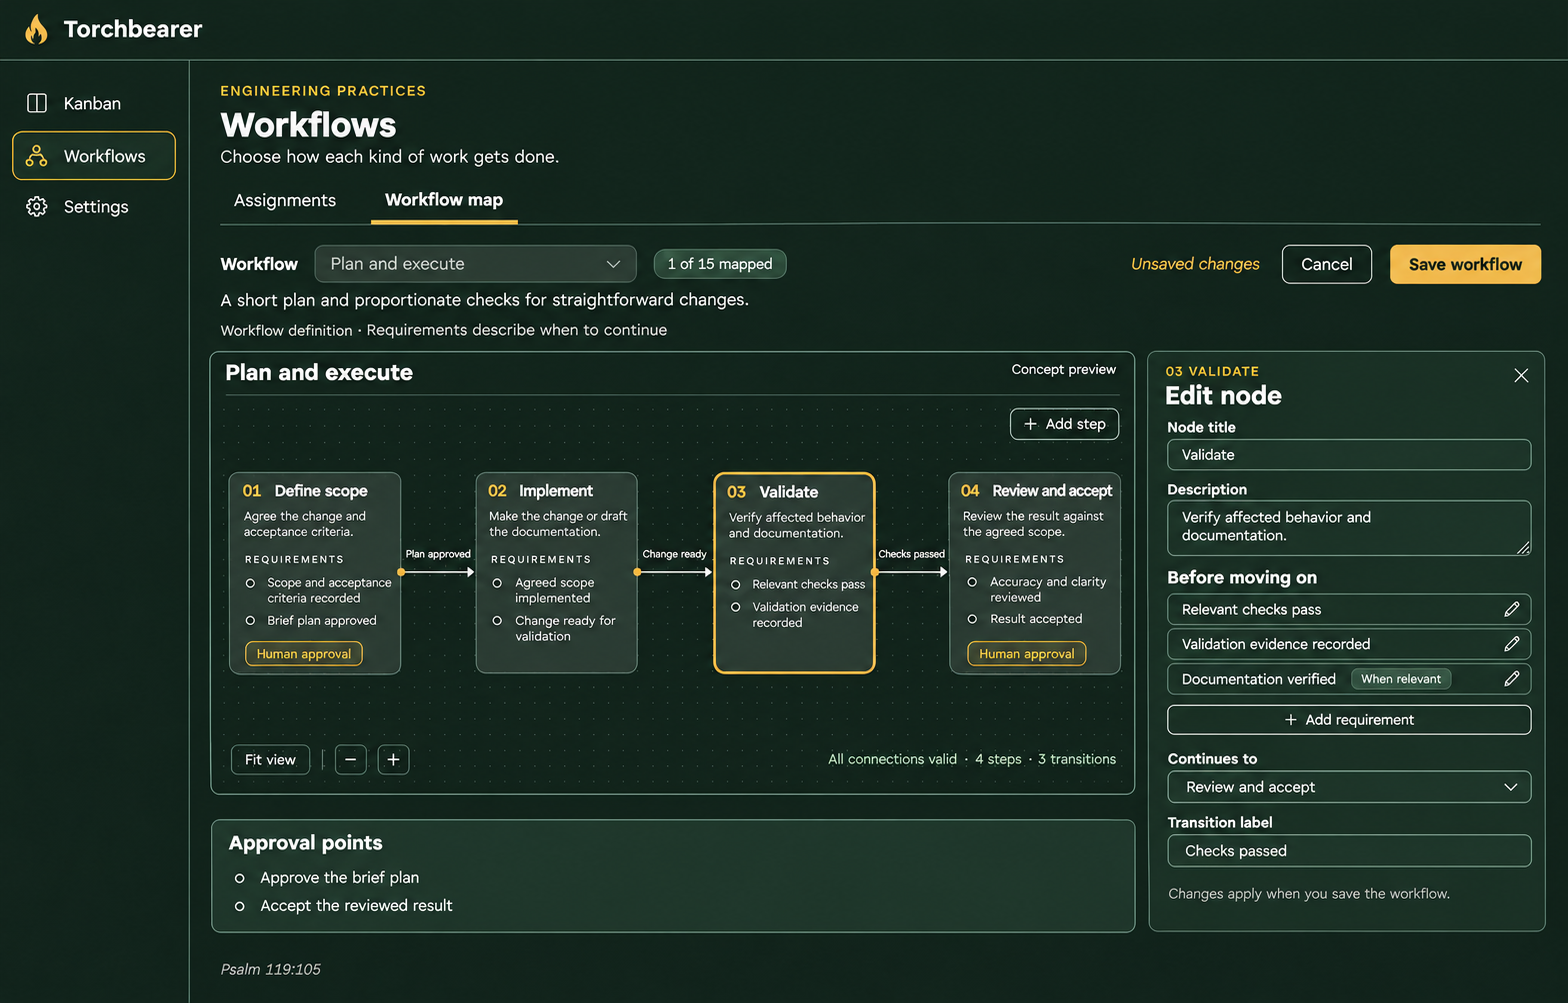 Torchbearer
Kanban
Workflows
Settings
ENGINEERING PRACTICES
Workflows
Choose how each kind of work gets done.
Assignments
Workflow map
Workflow
Plan and execute
1 of 15 mapped
Unsaved changes
Cancel
Save workflow
A short plan and proportionate checks for straightforward changes.
Workflow definition · Requirements describe when to continue
Plan and execute
Concept preview
+ Add step
01 Define scope
Agree the change and
acceptance criteria.
REQUIREMENTS
Scope and acceptance
criteria recorded
Brief plan approved
Human approval
Plan approved
02 Implement
Make the change or draft
the documentation.
REQUIREMENTS
Agreed scope
implemented
Change ready for
validation
Change ready
03 Validate
Verify affected behavior
and documentation.
REQUIREMENTS
Relevant checks pass
Validation evidence
recorded
Checks passed
04 Review and accept
Review the result against
the agreed scope.
REQUIREMENTS
Accuracy and clarity
reviewed
Result accepted
Human approval
Fit view
−
+
All connections valid · 4 steps · 3 transitions
Approval points
Approve the brief plan
Accept the reviewed result
03 VALIDATE
Edit node
Node title
Validate
Description
Verify affected behavior and
documentation.
Before moving on
Relevant checks pass
Validation evidence recorded
Documentation verified When relevant
+ Add requirement
Continues to
Review and accept
Transition label
Checks passed
Changes apply when you save the workflow.
Psalm 119:105